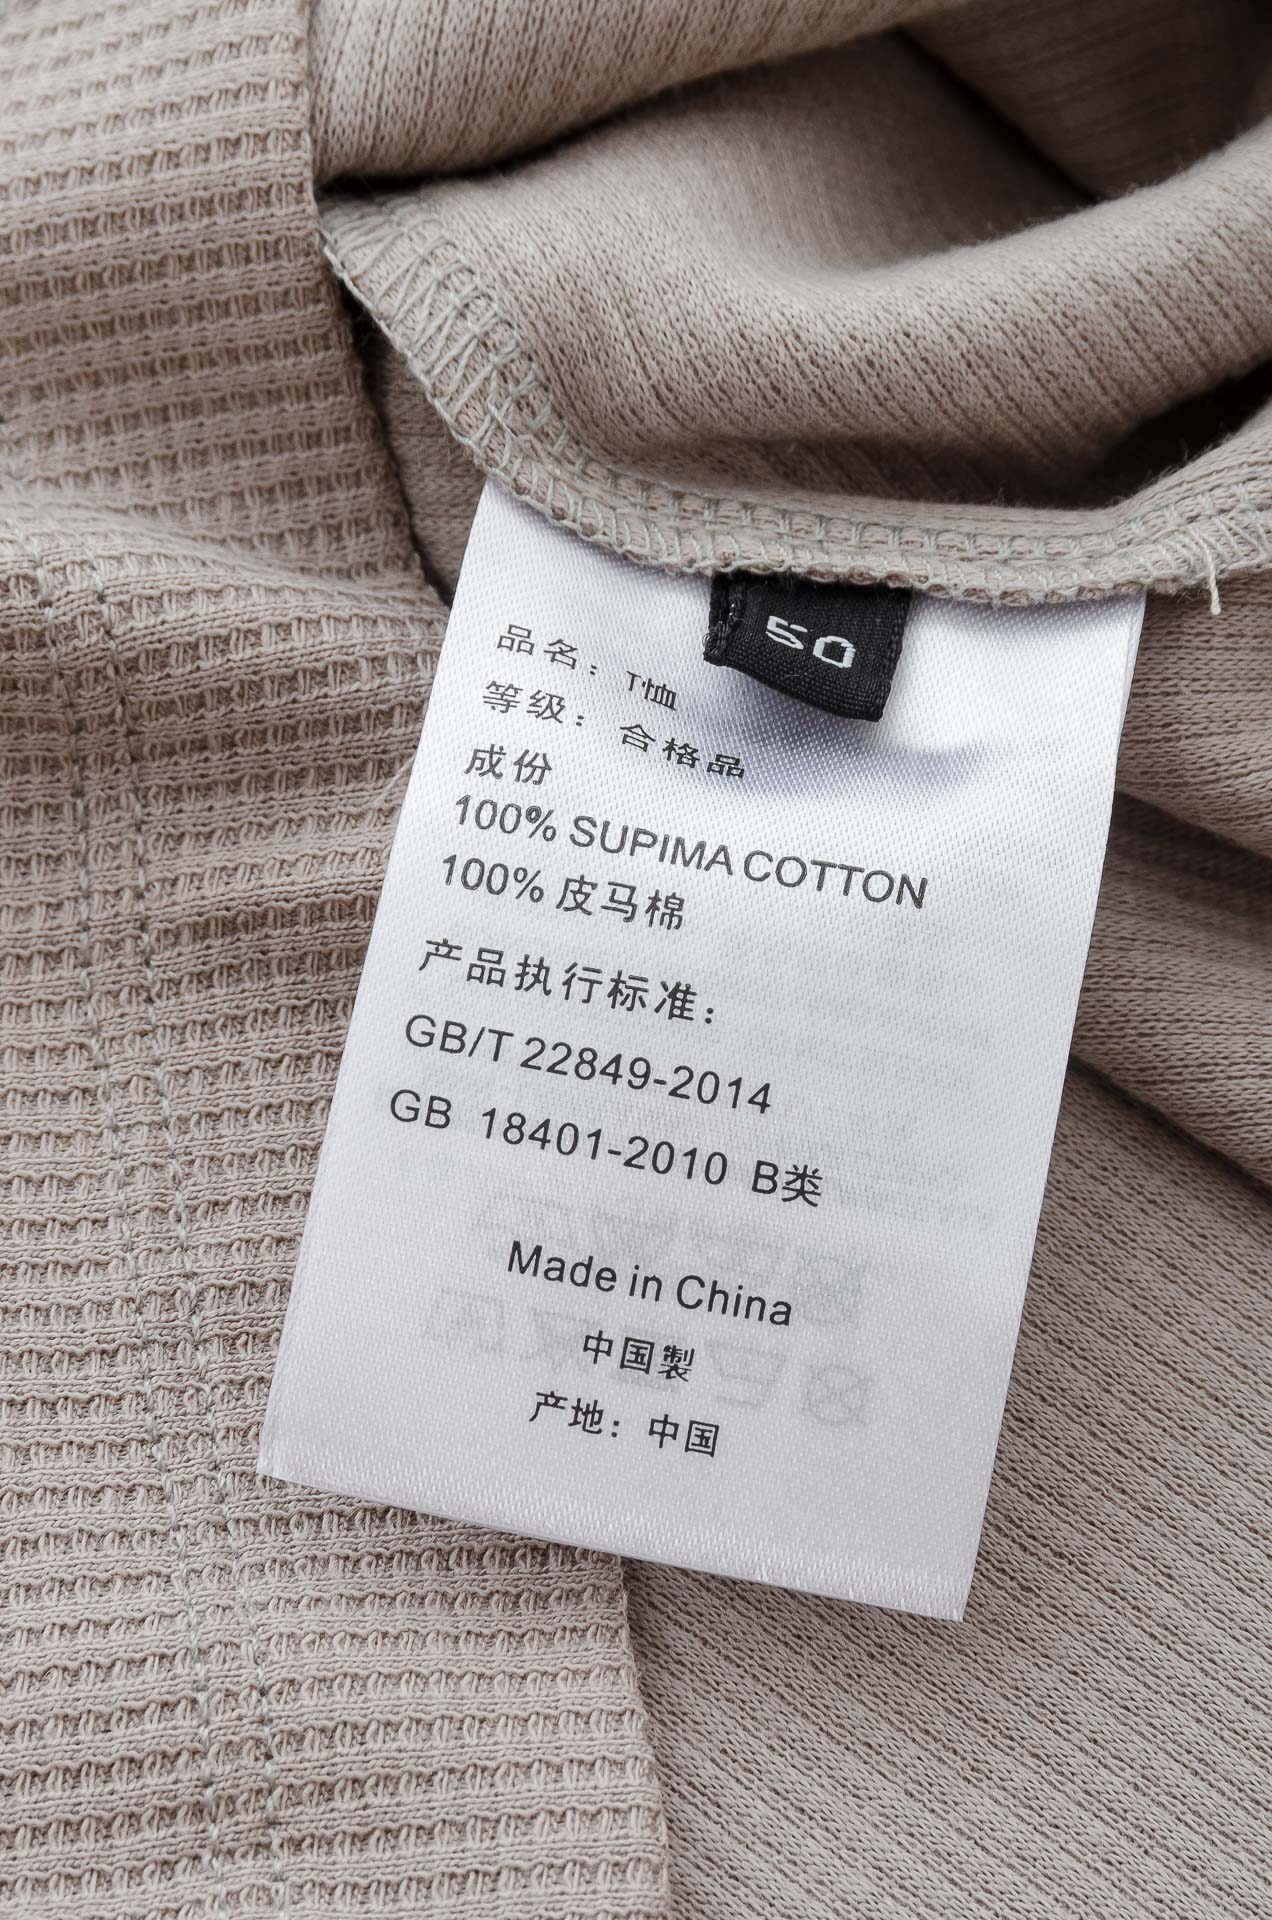 50
品名：T恤
等级：合格品
成份
100% SUPIMA COTTON
100% 皮马棉
产品执行标准：
GB/T 22849-2014
GB 18401-2010 B类
Made in China
中国製
产地：中国